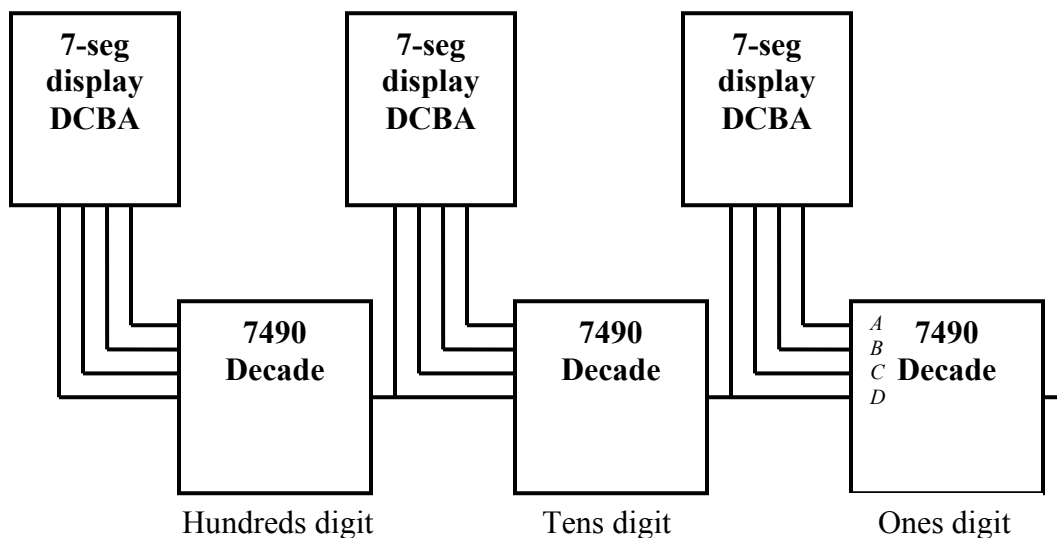 7-seg
display
DCBA
7-seg
display
DCBA
7-seg
display
DCBA
7490
Decade
7490
Decade
A
B
C
D
7490
Decade
Hundreds digit
Tens digit
Ones digit